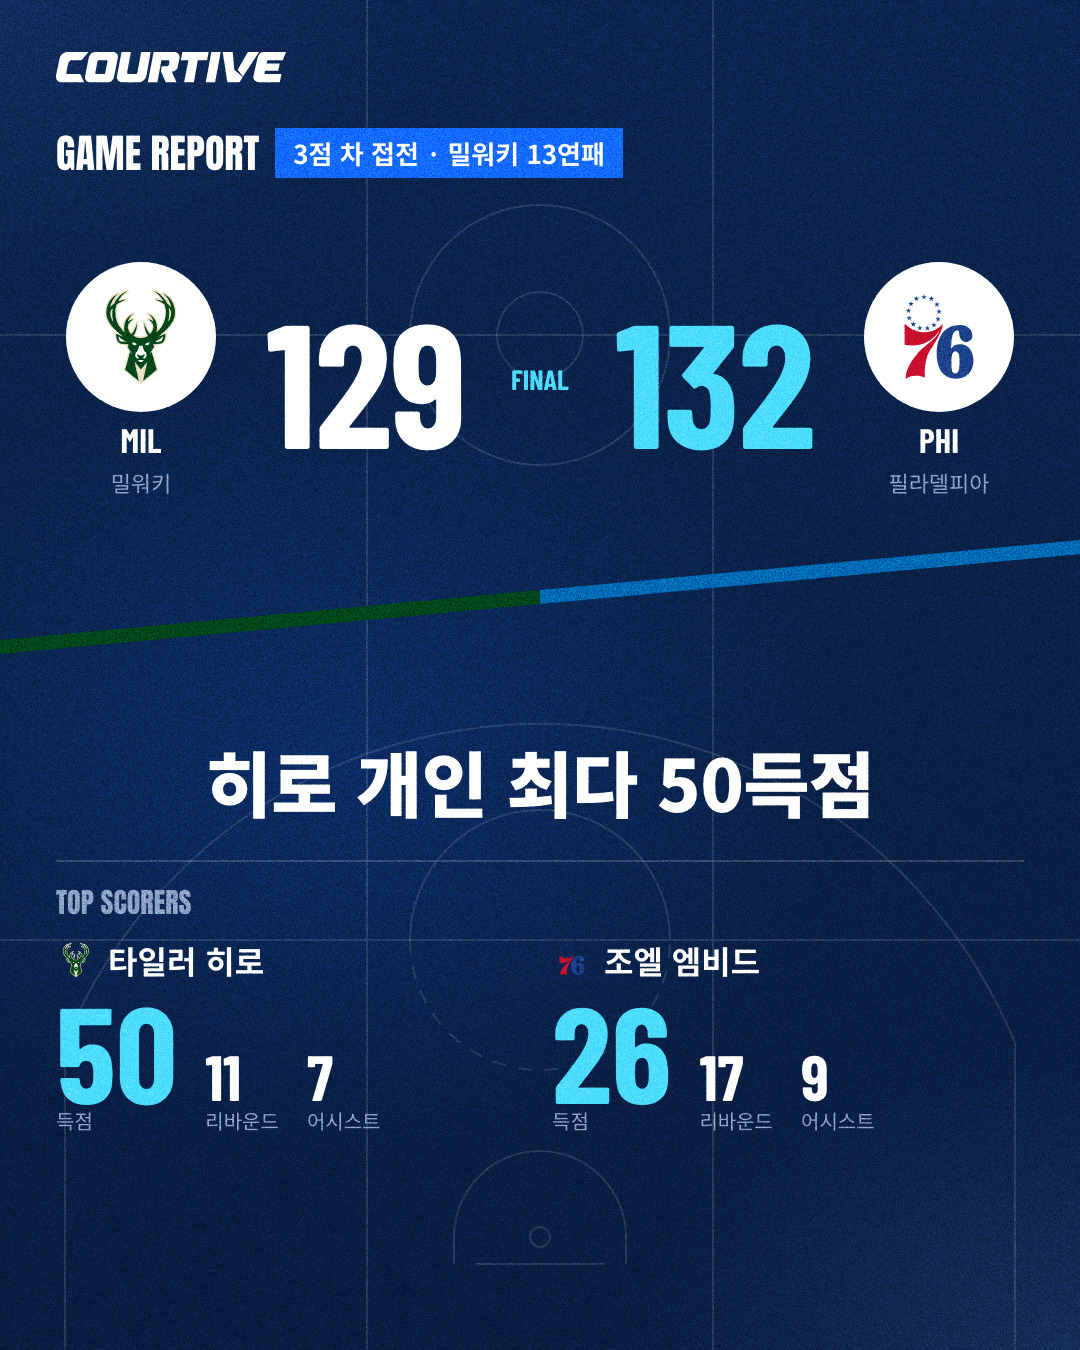 COURTIVE
GAME REPORT 3점 차 접전 · 밀워키 13연패
129 FINAL 132
76
MIL PHI
밀워키 필라델피아
히로 개인 최다 50득점
TOP SCORERS
타일러 히로 76 조엘 엠비드
50 11 7 26 17 9
득점 리바운드 어시스트 득점 리바운드 어시스트